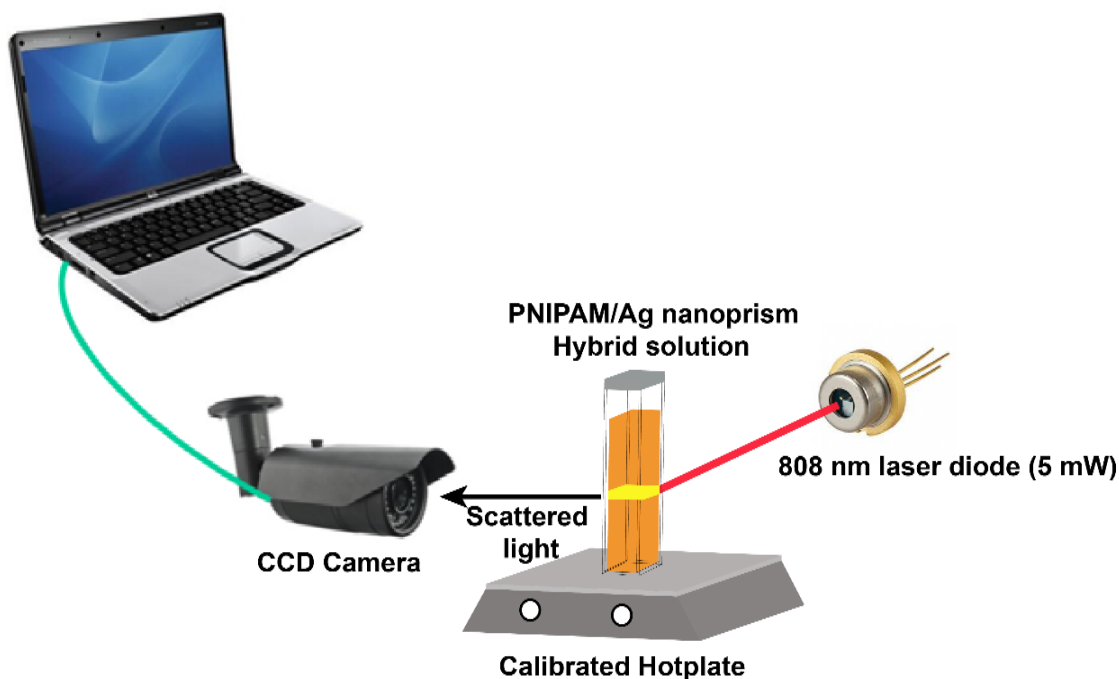 PNIPAM/Ag nanoprism
Hybrid solution
808 nm laser diode (5 mW)
Scattered
light
CCD Camera
Calibrated Hotplate